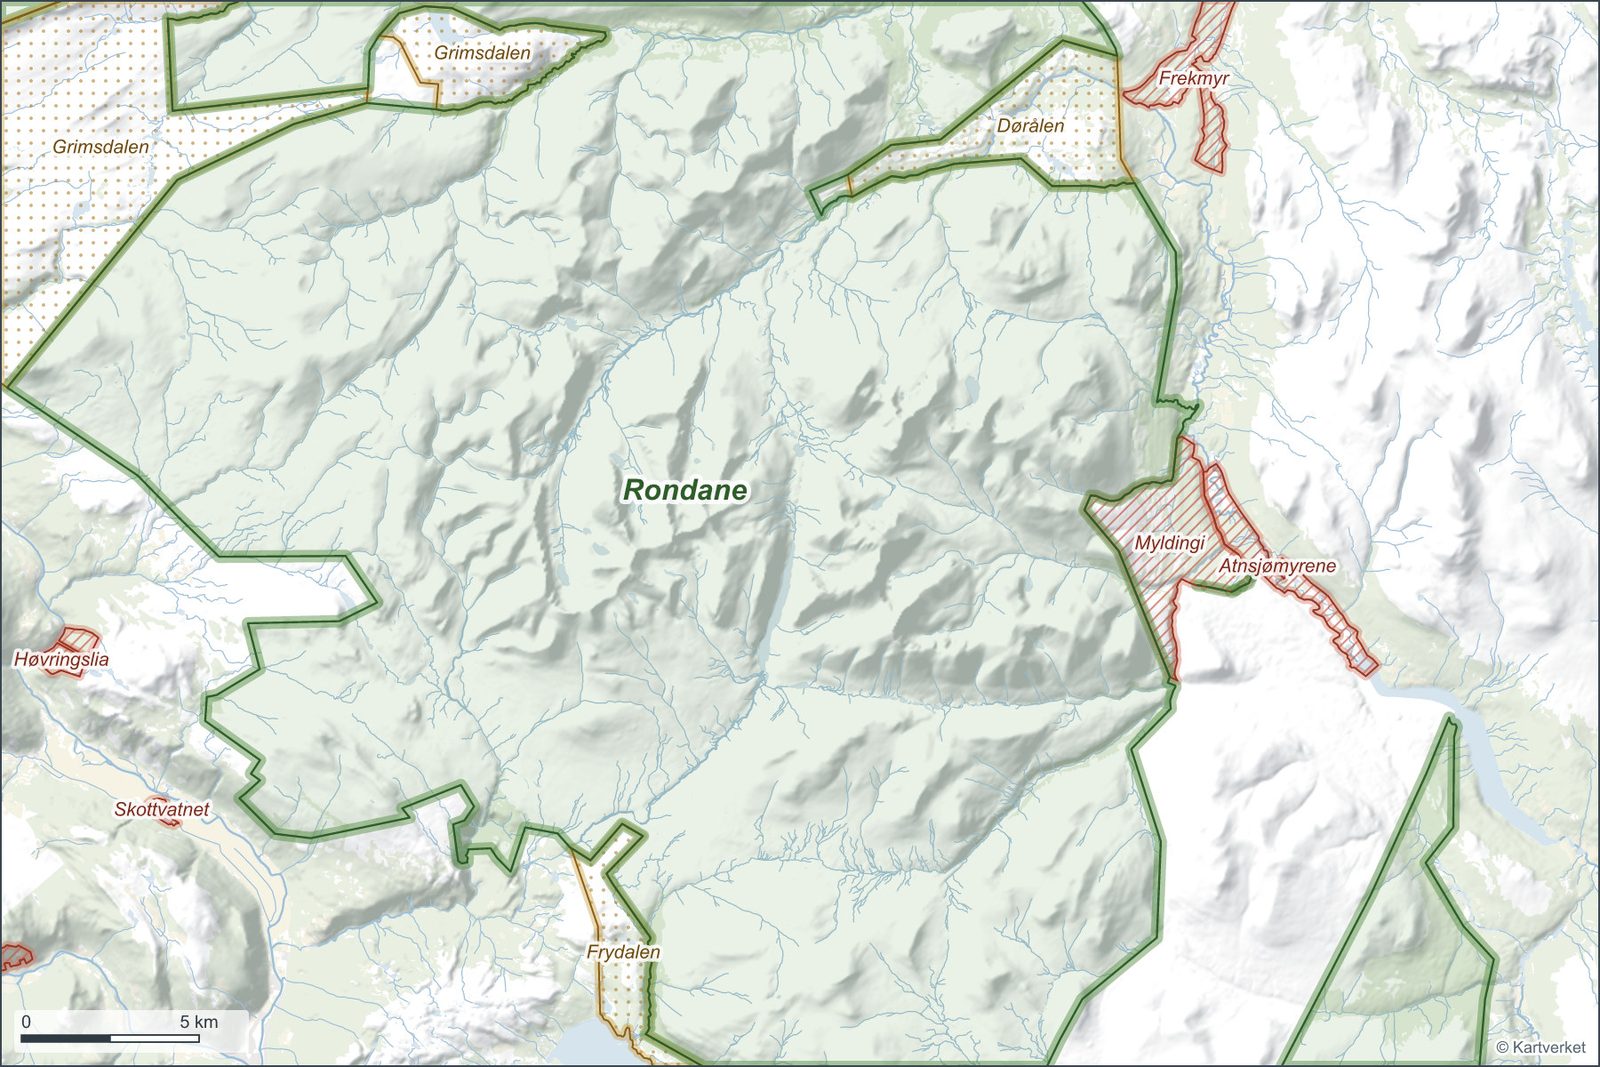 Grimsdalen
Frekmyr
Dørålen
Grimsdalen
Rondane
Myldingi
Atnsjømyrene
Høvringslia
Skottvatnet
Frydalen
0 5 km
© Kartverket